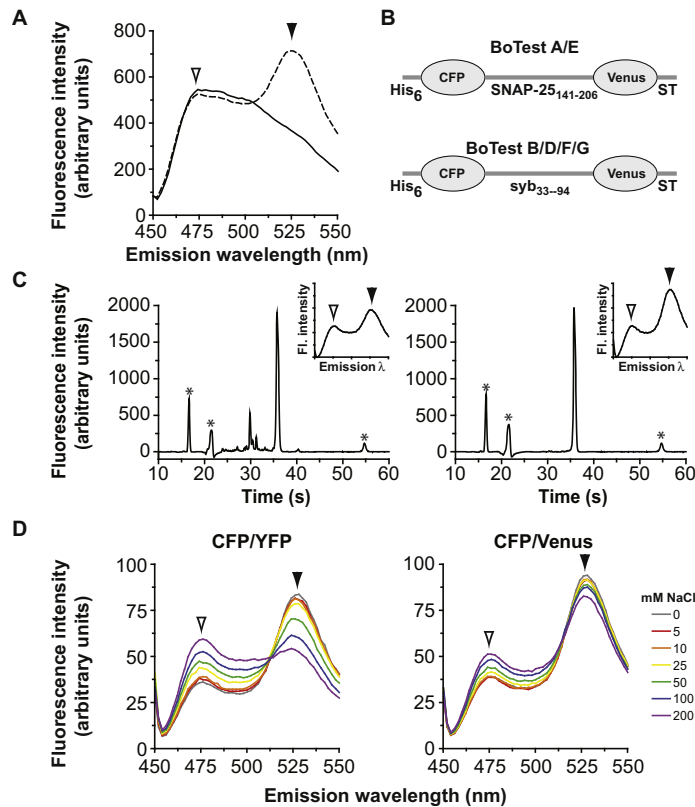 A
Fluorescence intensity
(arbitrary units)
800
600
400
200
0
450 475 500 525 550
Emission wavelength (nm)
B
BoTest A/E
CFP
Venus
His6
SNAP-25141-206
ST
BoTest B/D/F/G
CFP
Venus
His6
syb33--94
ST
C
Fluorescence intensity
(arbitrary units)
2000
1500
1000
500
0
10 20 30 40 50 60
Time (s)
* * *
Fl. intensity
Emission λ
2000
1500
1000
500
0
10 20 30 40 50 60
Time (s)
* * *
Fl. intensity
Emission λ
D
CFP/YFP
Fluorescence intensity
(arbitrary units)
100
75
50
25
0
450 475 500 525 550
CFP/Venus
100
75
50
25
0
450 475 500 525 550
Emission wavelength (nm)
mM NaCl
0
5
10
25
50
100
200